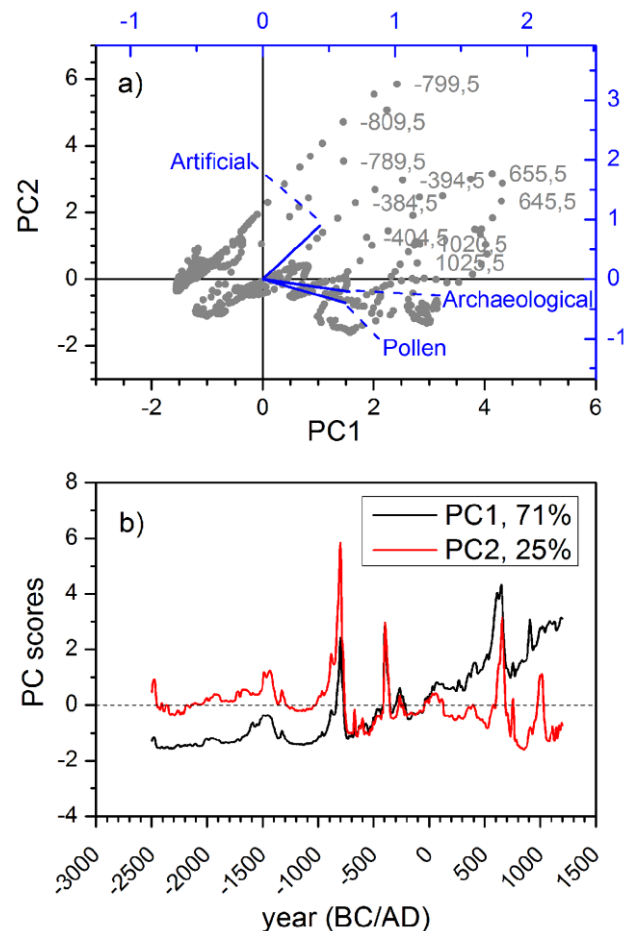 -1 0 1 2
a)
6
4
2
0
-2
PC2
3
2
1
0
-1
-799,5
-809,5
-789,5
-394,5
655,5
-384,5
645,5
-404,5
1020,5
1025,5
Artificial
Archaeological
Pollen
-2 0 2 4 6
PC1
b)
8
6
4
2
0
-2
-4
PC scores
PC1, 71%
PC2, 25%
-3000 -2500 -2000 -1500 -1000 -500 0 500 1000 1500
year (BC/AD)